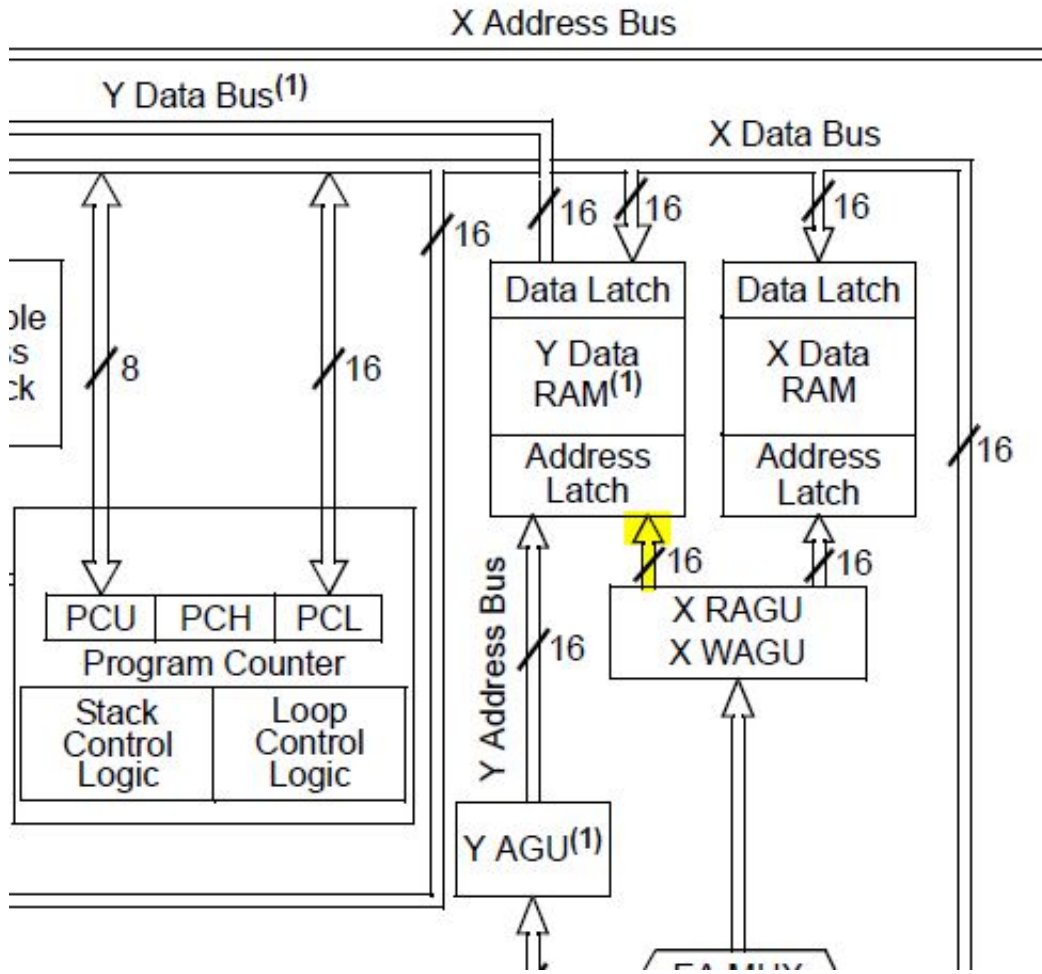 X Address Bus
Y Data Bus(1)
X Data Bus
16
16
16
16
Data Latch
Data Latch
8
16
Y Data
RAM(1)
X Data
RAM
16
Address
Latch
Address
Latch
16
16
PCU PCH PCL
Program Counter
X RAGU
X WAGU
Y Address Bus
16
Stack
Control
Logic
Loop
Control
Logic
Y AGU(1)